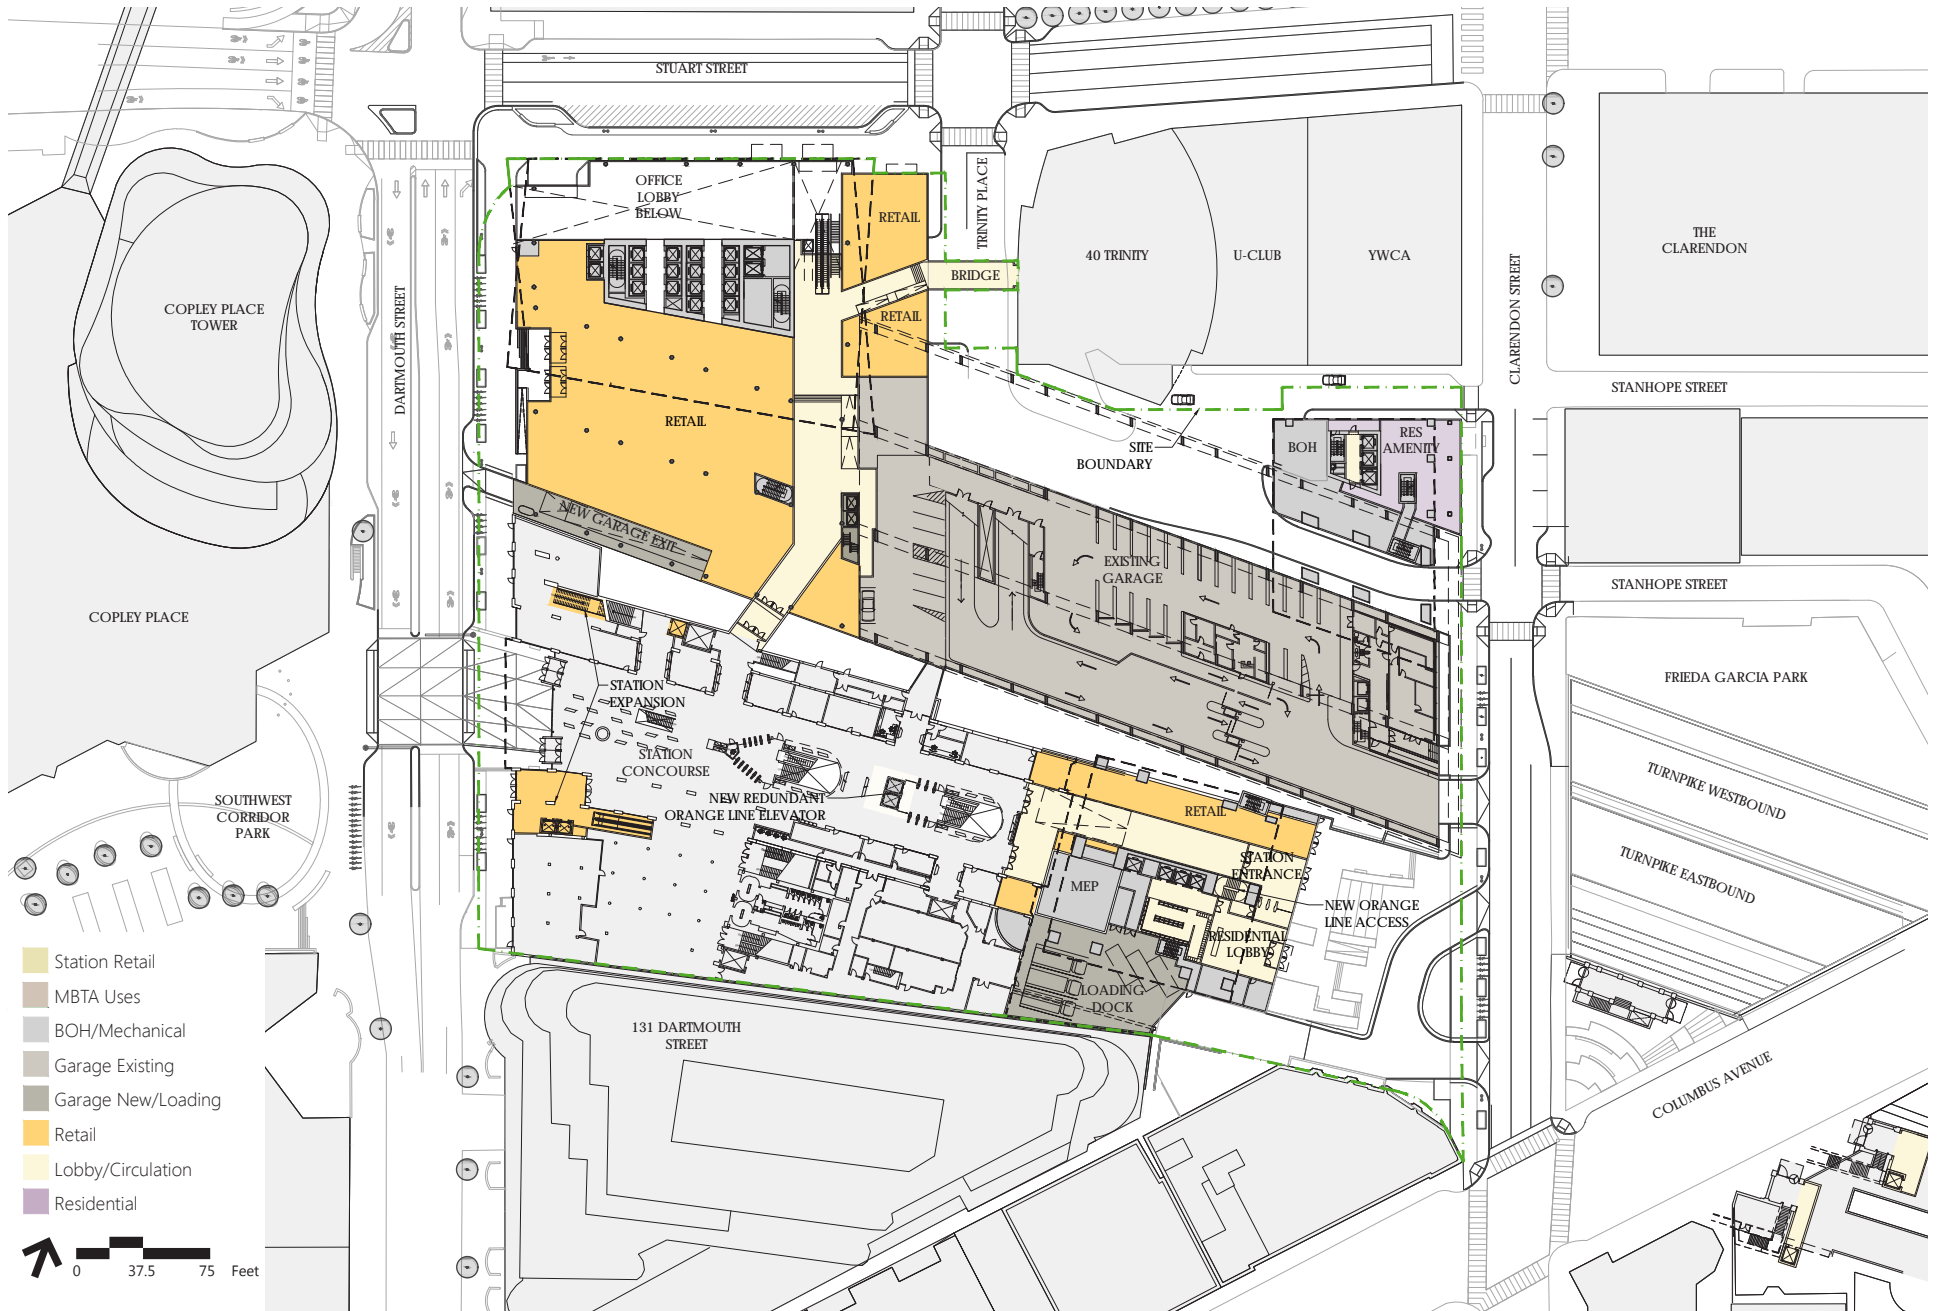 STUART STREET
OFFICE
LOBBY
BELOW
RETAIL
TRINITY PLACE
BRIDGE
RETAIL
40 TRINITY
U-CLUB
YWCA
THE
CLARENDON
CLARENDON STREET
STANHOPE STREET
COPLEY PLACE
TOWER
DARTMOUTH STREET
RETAIL
SITE
BOUNDARY
BOH
RES
AMENITY
NEW GARAGE EXIT
EXISTING
GARAGE
STANHOPE STREET
COPLEY PLACE
STATION
EXPANSION
STATION
CONCOURSE
NEW REDUNDANT
ORANGE LINE ELEVATOR
FRIEDA GARCIA PARK
TURNPIKE WESTBOUND
TURNPIKE EASTBOUND
SOUTHWEST
CORRIDOR
PARK
RETAIL
STATION
ENTRANCE
MEP
NEW ORANGE
LINE ACCESS
RESIDENTIAL
LOBBY
LOADING
DOCK
131 DARTMOUTH
STREET
COLUMBUS AVENUE
Station Retail
MBTA Uses
BOH/Mechanical
Garage Existing
Garage New/Loading
Retail
Lobby/Circulation
Residential
0 37.5 75 Feet